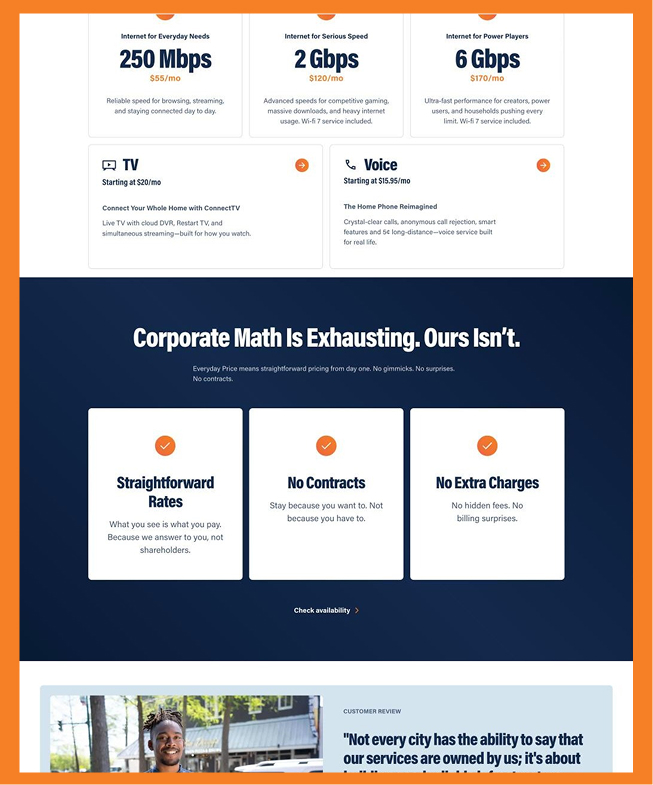 Internet for Everyday Needs
250 Mbps
$55/mo
Reliable speed for browsing, streaming,
and staying connected day to day.
Internet for Serious Speed
2 Gbps
$120/mo
Advanced speeds for competitive gaming,
massive downloads, and heavy internet
usage. Wi-fi 7 service included.
Internet for Power Players
6 Gbps
$170/mo
Ultra-fast performance for creators, power
users, and households pushing every
limit. Wi-fi 7 service included.
TV
Starting at $20/mo
Connect Your Whole Home with ConnectTV
Live TV with cloud DVR, Restart TV, and
simultaneous streaming—built for how you watch.
Voice
Starting at $15.95/mo
The Home Phone Reimagined
Crystal-clear calls, anonymous call rejection, smart
features and 5¢ long-distance—voice service built
for real life.
Corporate Math Is Exhausting. Ours Isn’t.
Everyday Price means straightforward pricing from day one. No gimmicks. No surprises.
No contracts.
Straightforward
Rates
What you see is what you pay.
Because we answer to you, not
shareholders.
No Contracts
Stay because you want to. Not
because you have to.
No Extra Charges
No hidden fees. No
billing surprises.
Check availability
CUSTOMER REVIEW
"Not every city has the ability to say that
our services are owned by us; it's about